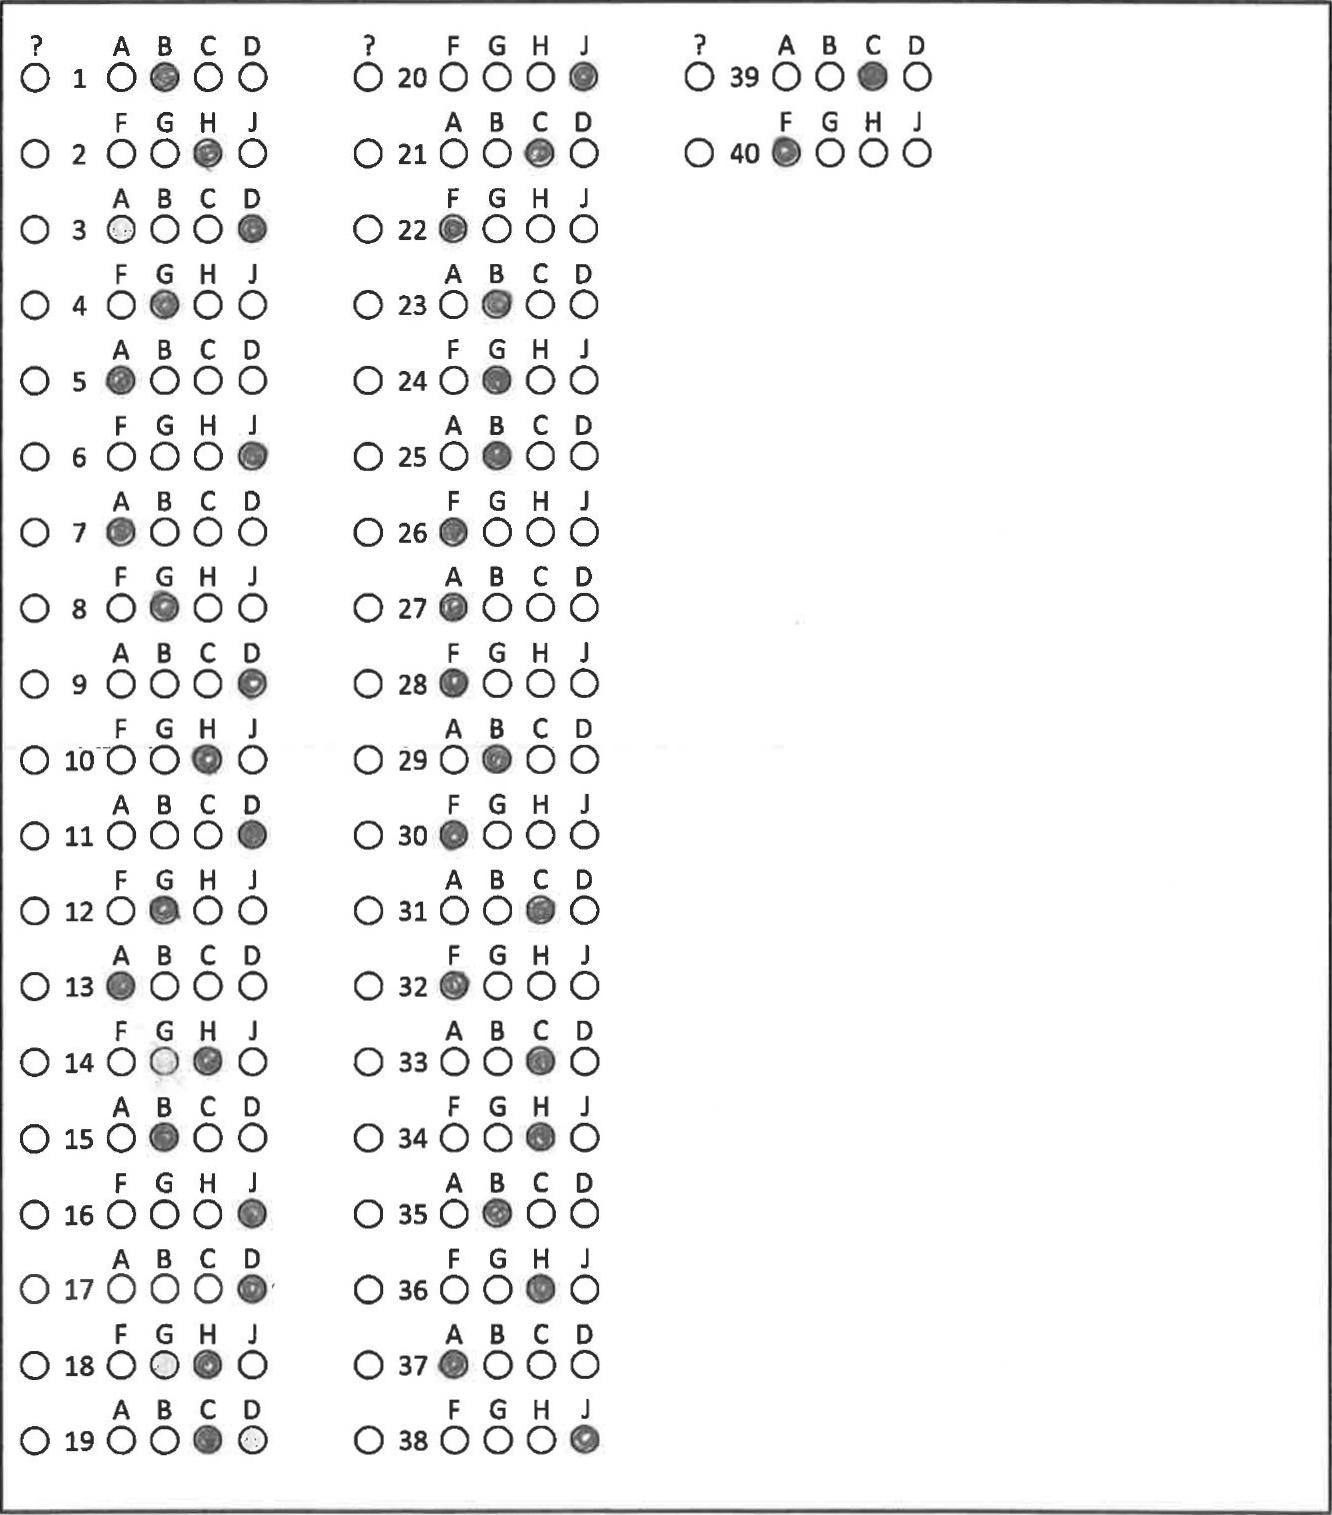 ? A B C D
1
F G H J
2
A B C D
3
F G H J
4
A B C D
5
F G H J
6
A B C D
7
F G H J
8
A B C D
9
F G H J
10
A B C D
11
F G H J
12
A B C D
13
F G H J
14
A B C D
15
F G H J
16
A B C D
17
F G H J
18
A B C D
19
? F G H J
20
A B C D
21
F G H J
22
A B C D
23
F G H J
24
A B C D
25
F G H J
26
A B C D
27
F G H J
28
A B C D
29
F G H J
30
A B C D
31
F G H J
32
A B C D
33
F G H J
34
A B C D
35
F G H J
36
A B C D
37
F G H J
38
? A B C D
39
F G H J
40